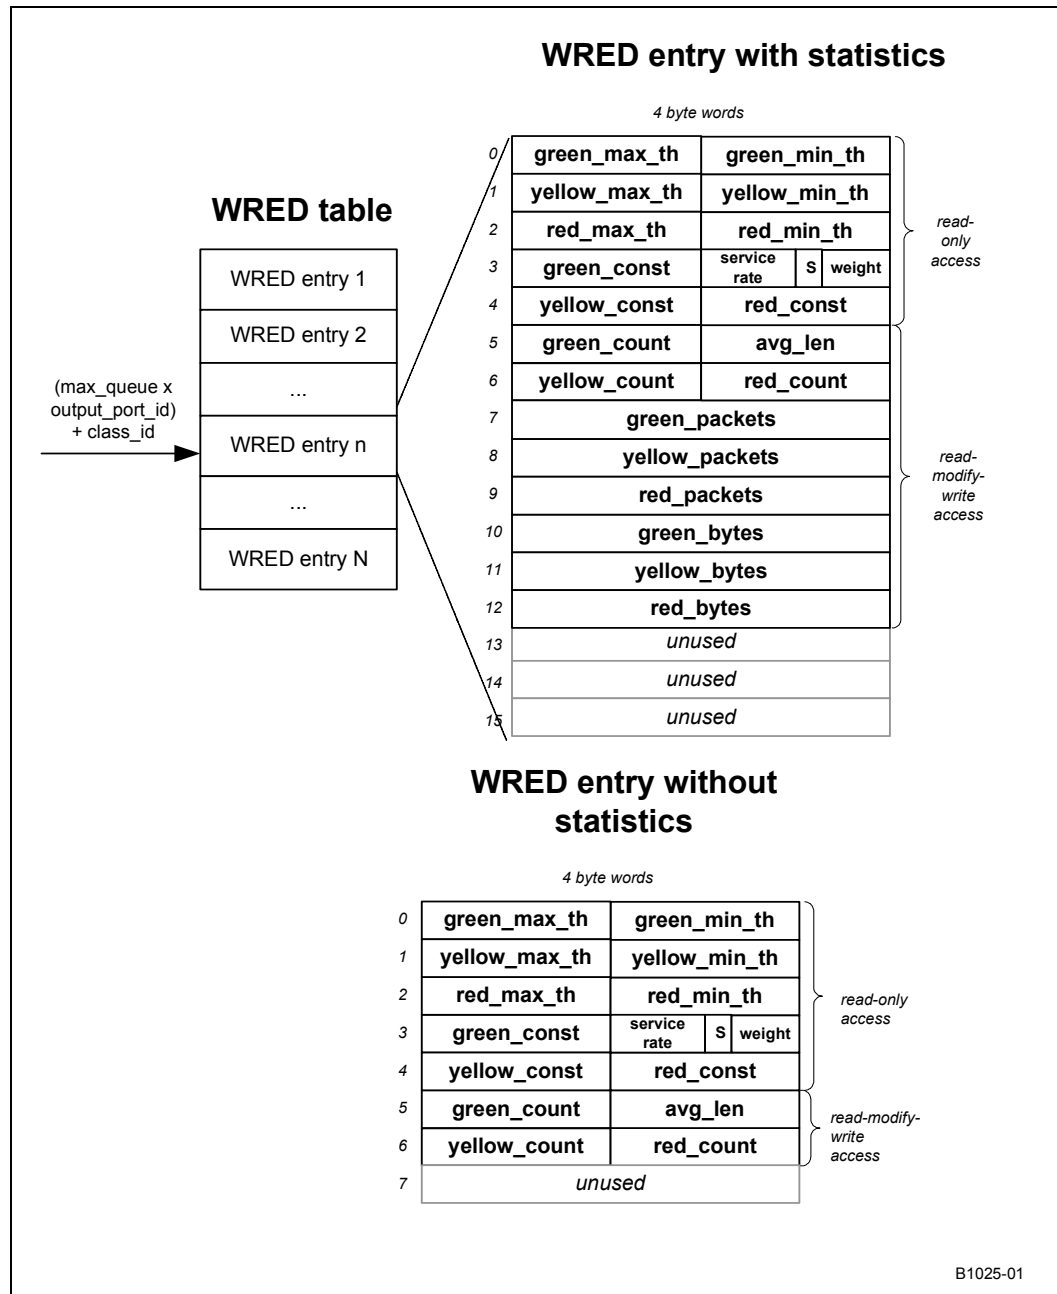 WRED entry with statistics
4 byte words
WRED table
WRED entry 1
WRED entry 2
...
WRED entry n
...
WRED entry N
(max_queue x
output_port_id)
+ class_id
0 green_max_th green_min_th
1 yellow_max_th yellow_min_th
2 red_max_th red_min_th
3 green_const service rate S weight
4 yellow_const red_const
5 green_count avg_len
6 yellow_count red_count
7 green_packets
8 yellow_packets
9 red_packets
10 green_bytes
11 yellow_bytes
12 red_bytes
13 unused
14 unused
15 unused
read-
only
access
read-
modify-
write
access
WRED entry without
statistics
4 byte words
0 green_max_th green_min_th
1 yellow_max_th yellow_min_th
2 red_max_th red_min_th
3 green_const service rate S weight
4 yellow_const red_const
5 green_count avg_len
6 yellow_count red_count
7 unused
read-only
access
read-modify-
write
access
B1025-01